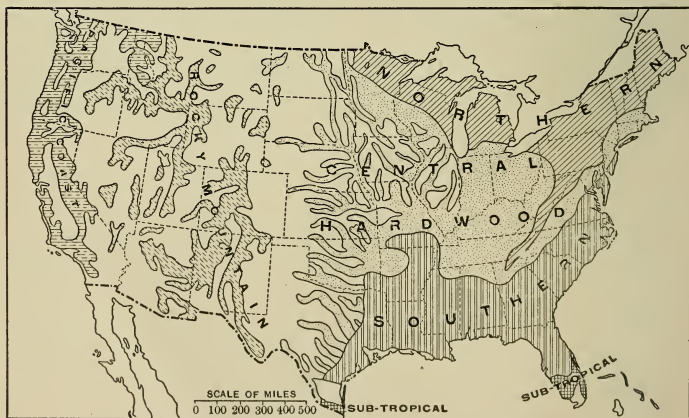 PACIFIC COAST
ROCKY MOUNTAIN
NORTHERN
CENTRAL
HARDWOOD
SOUTHERN
SCALE OF MILES
0 100 200 300 400 500
SUB-TROPICAL
SUB-TROPICAL